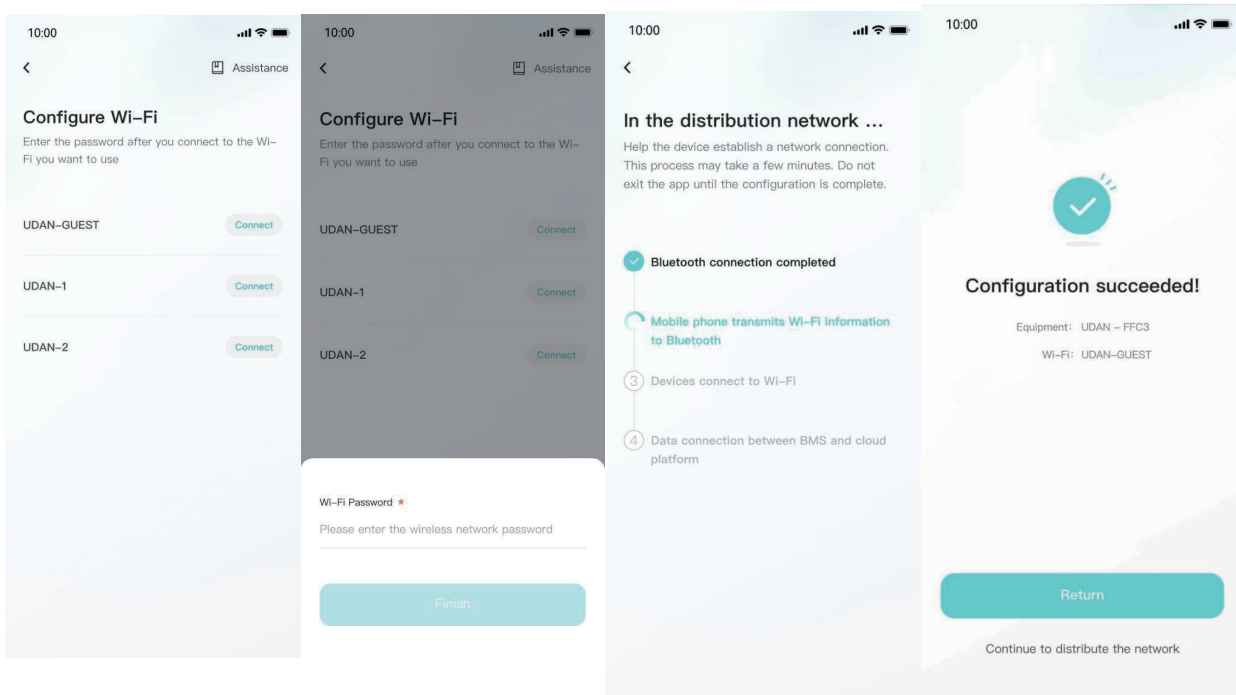 10:00
Assistance
Configure Wi-Fi
Enter the password after you connect to the Wi-
Fi you want to use
UDAN-GUEST
Connect
UDAN-1
Connect
UDAN-2
Connect
10:00
Assistance
Configure Wi-Fi
Enter the password after you connect to the Wi-
Fi you want to use
UDAN-GUEST
Connect
UDAN-1
Connect
UDAN-2
Connect
Wi-Fi Password *
Please enter the wireless network password
Finish
10:00
In the distribution network ...
Help the device establish a network connection.
This process may take a few minutes. Do not
exit the app until the configuration is complete.
Bluetooth connection completed
Mobile phone transmits Wi-Fi information
to Bluetooth
3 Devices connect to Wi-Fi
4 Data connection between BMS and cloud
platform
10:00
Configuration succeeded!
Equipment: UDAN - FFC3
Wi-Fi: UDAN-GUEST
Return
Continue to distribute the network